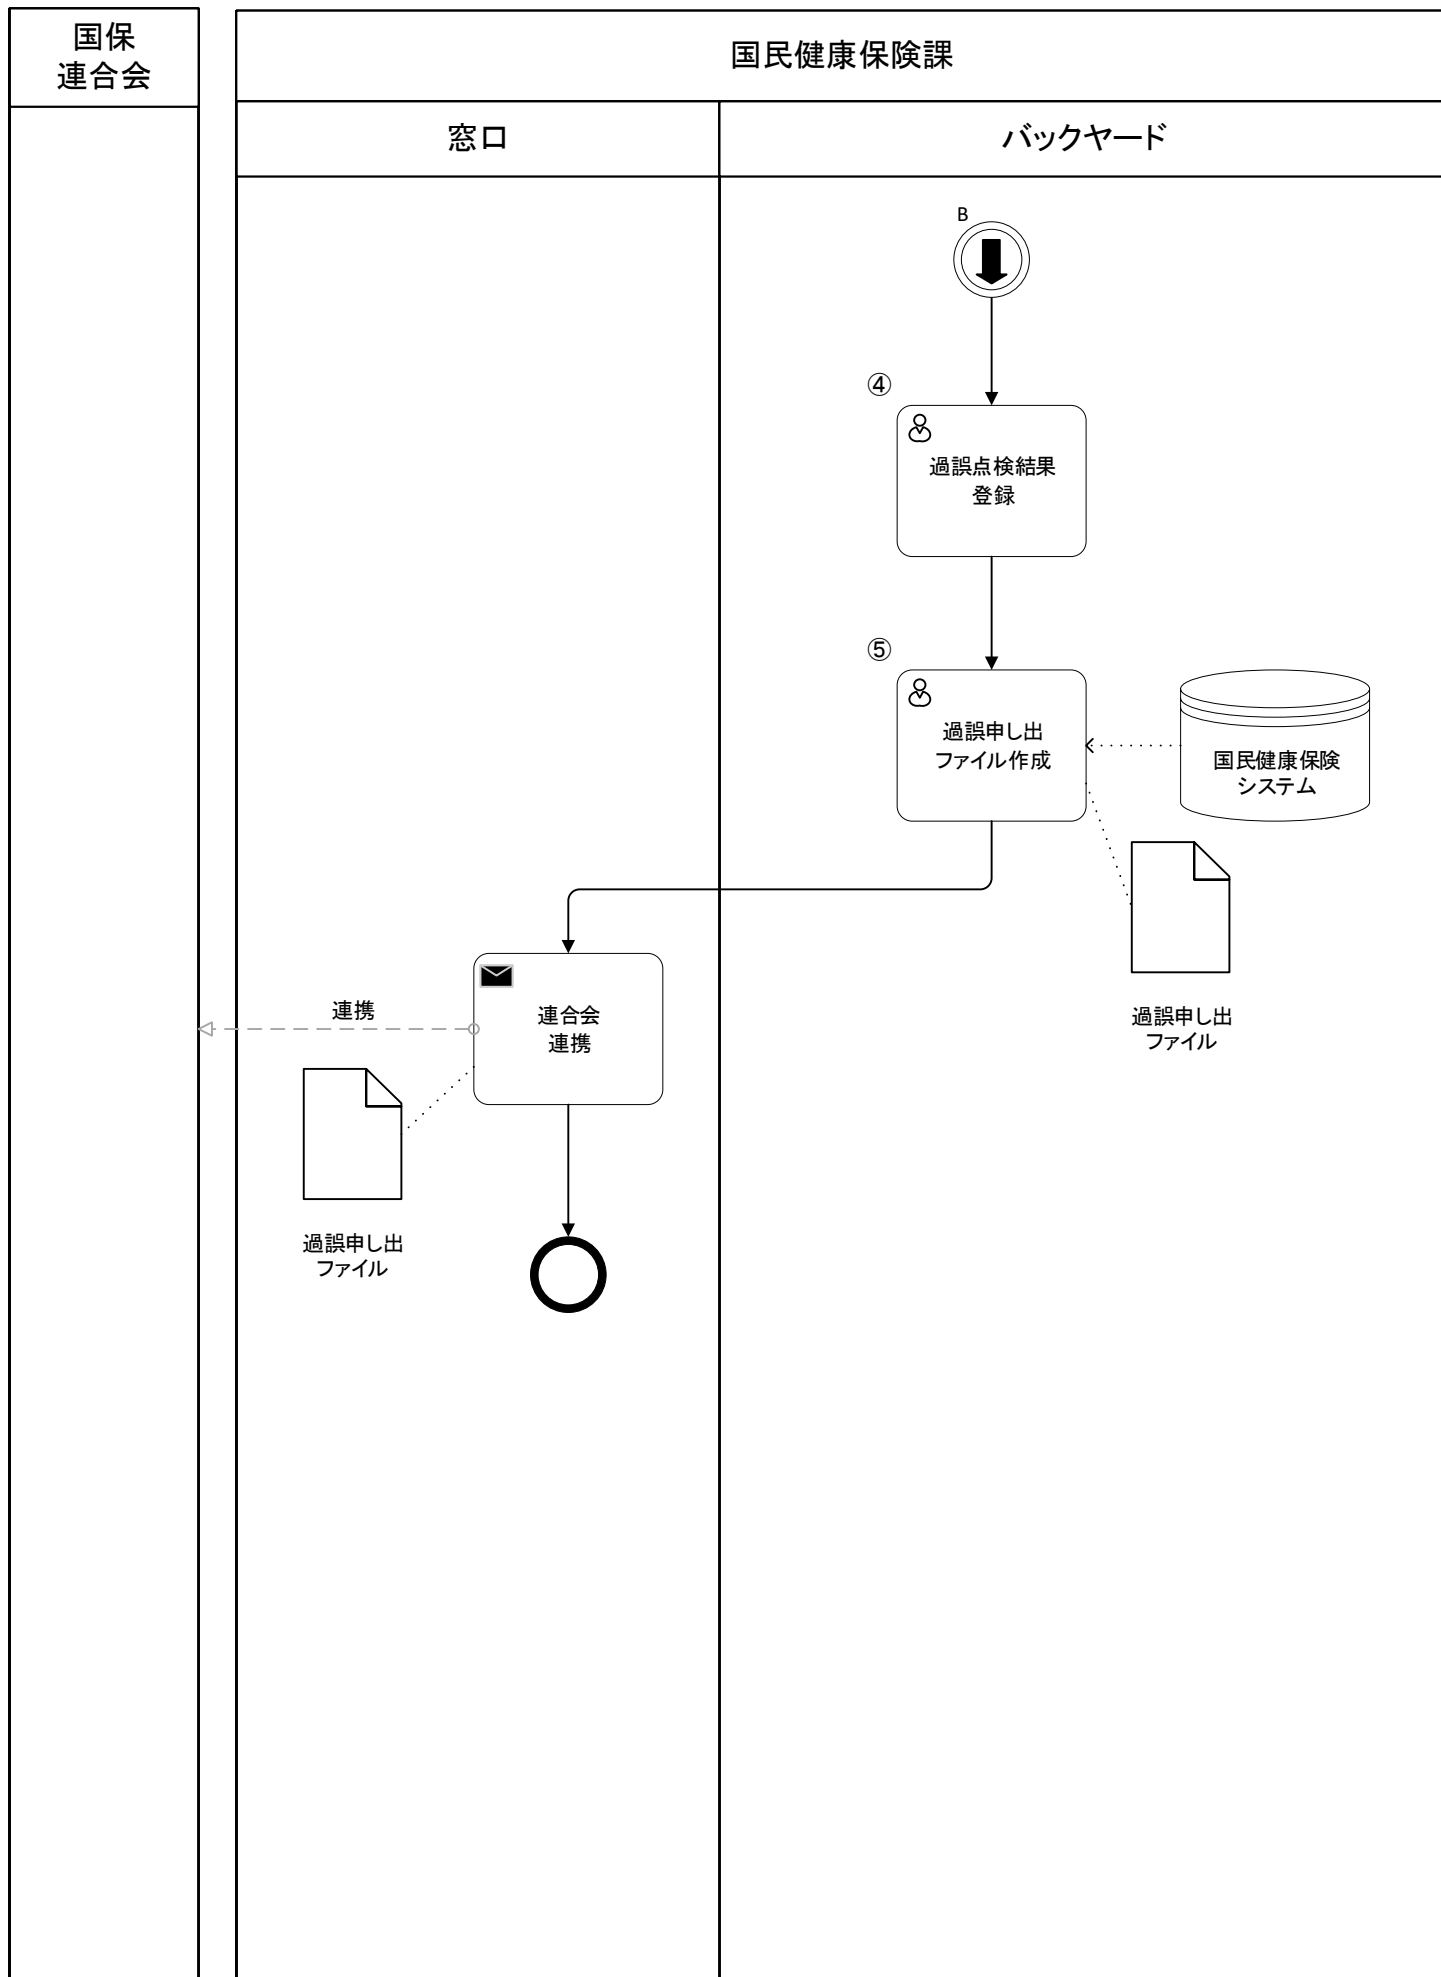 国保
連合会
国民健康保険課
窓口
バックヤード
B
④
過誤点検結果
登録
⑤
過誤申し出
ファイル作成
国民健康保険
システム
過誤申し出
ファイル
連携
連合会
連携
過誤申し出
ファイル